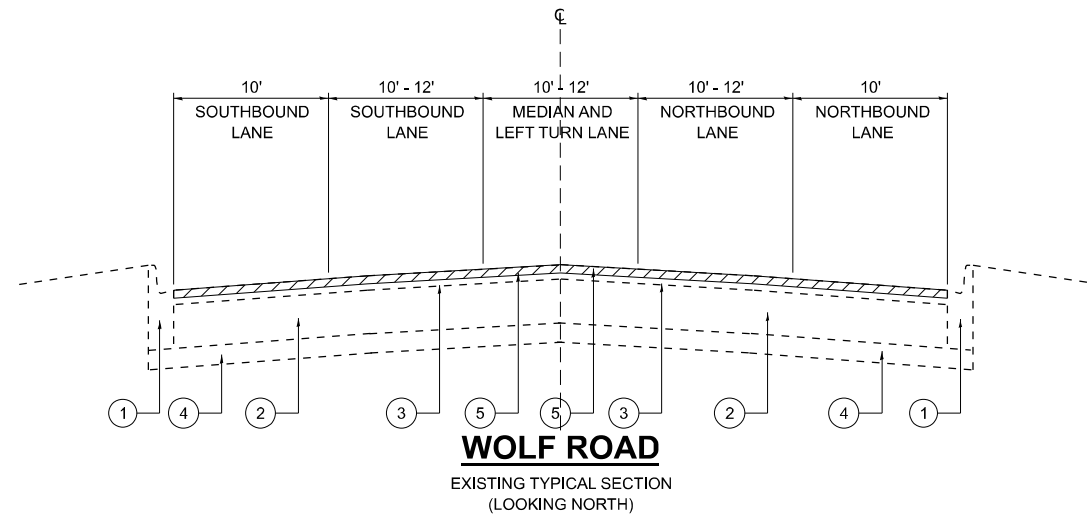 ℄
10' 10' - 12' 10' - 12' 10' - 12' 10'
SOUTHBOUND SOUTHBOUND MEDIAN AND NORTHBOUND NORTHBOUND
LANE LANE LEFT TURN LANE LANE LANE
1 4 2 3 5 5 3 2 4 1
WOLF ROAD
EXISTING TYPICAL SECTION
(LOOKING NORTH)